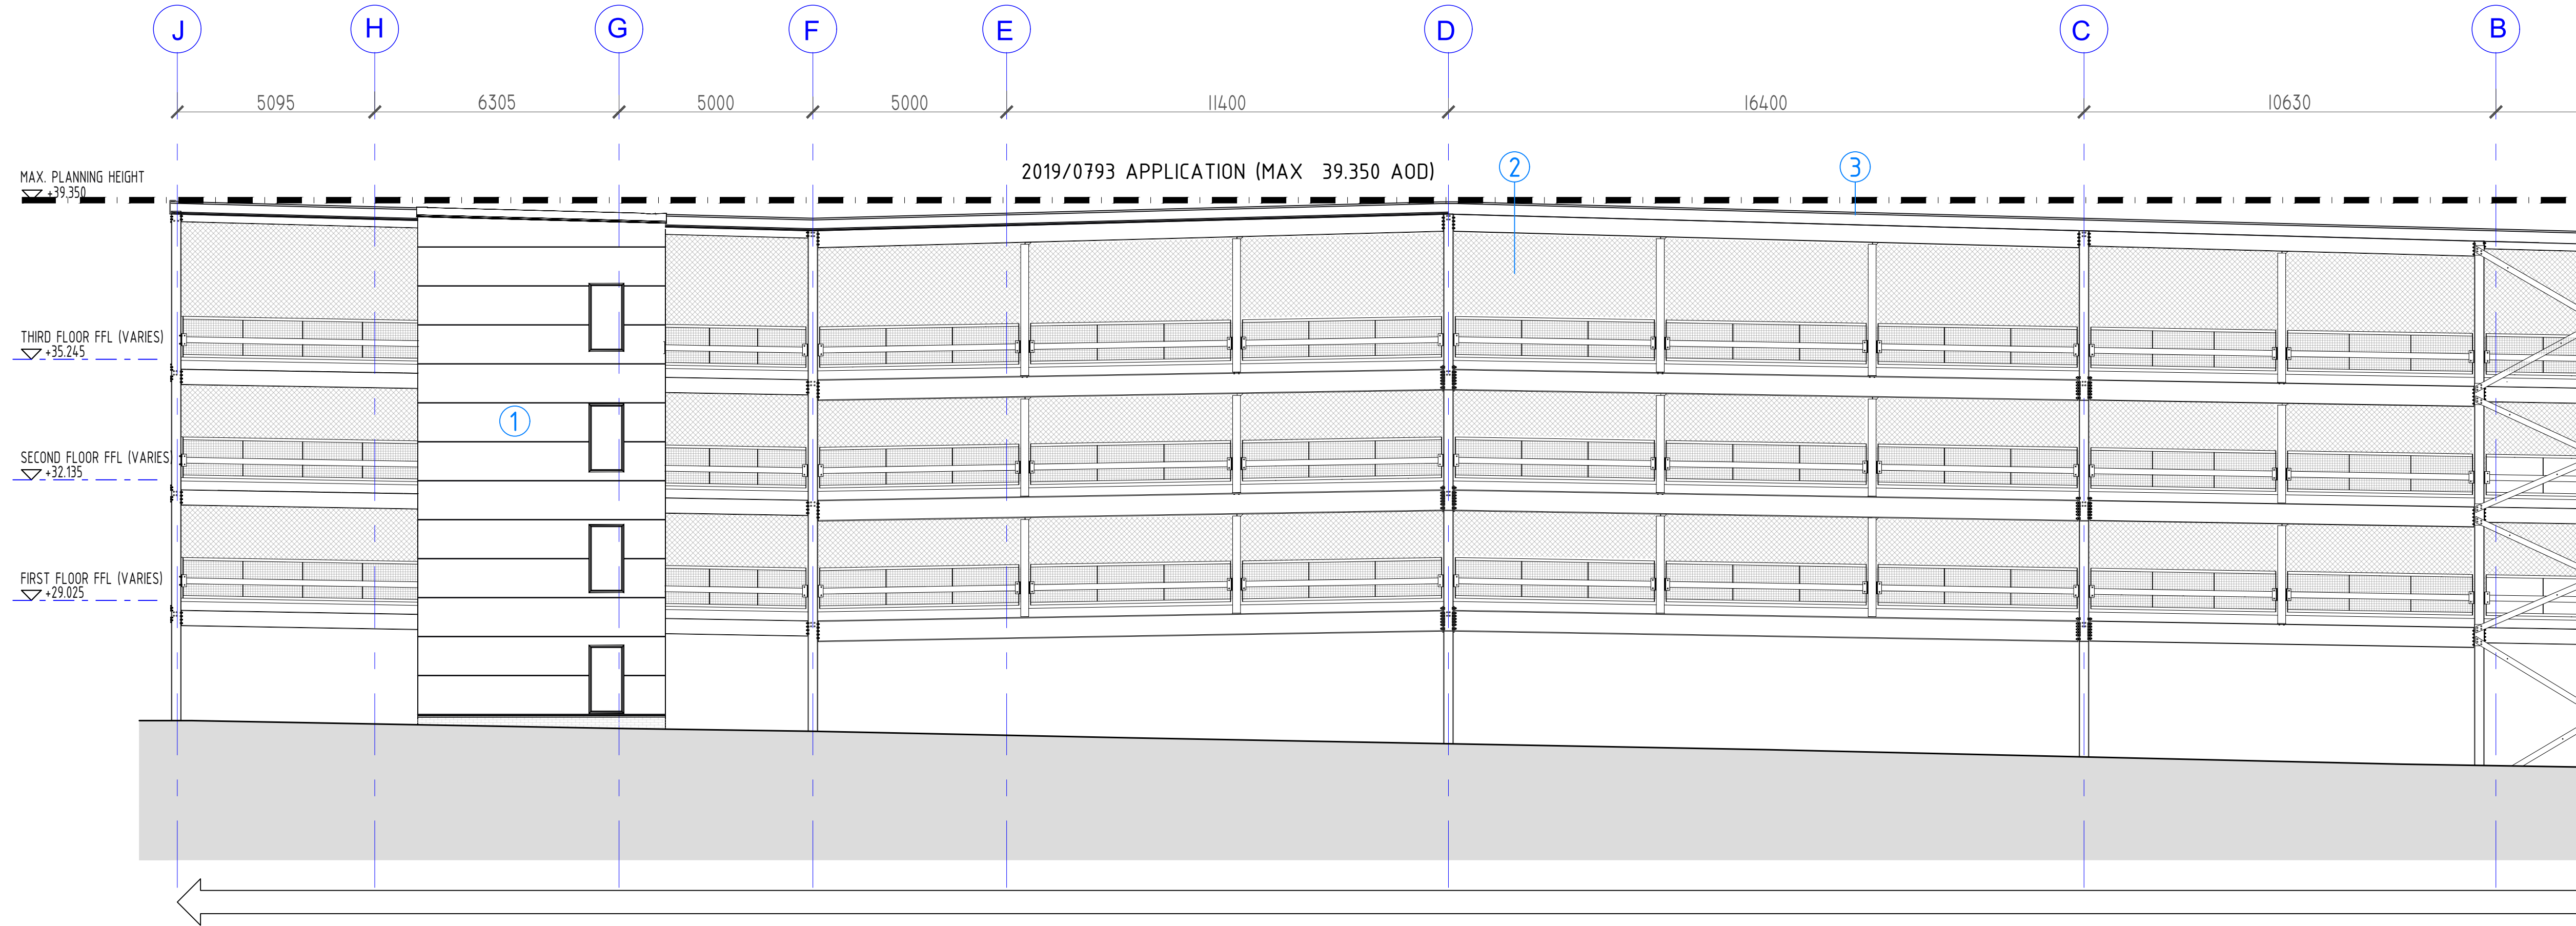 J H G F E D C B
5095 6305 5000 5000 11400 16400 10630
2019/0793 APPLICATION (MAX 39.350 AOD)
2 3
MAX. PLANNING HEIGHT
+39.350
THIRD FLOOR FFL (VARIES)
+35.245
1
SECOND FLOOR FFL (VARIES)
+32.135
FIRST FLOOR FFL (VARIES)
+29.025